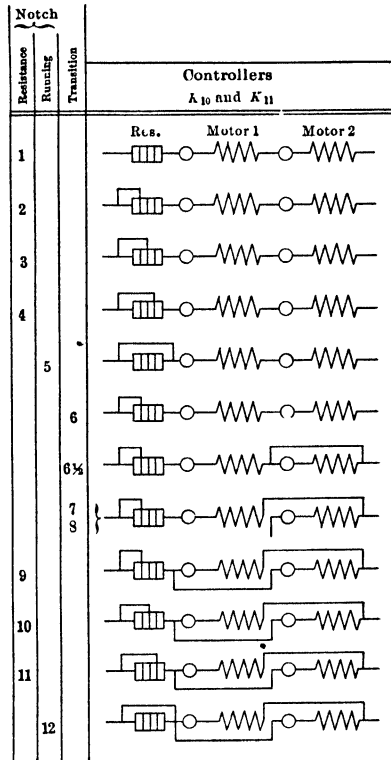 Notch
Resistance
Running
Transition
Controllers
K10 and K11
Res. Motor 1 Motor 2
1
2
3
4
5
6
6½
7
8
9
10
11
12